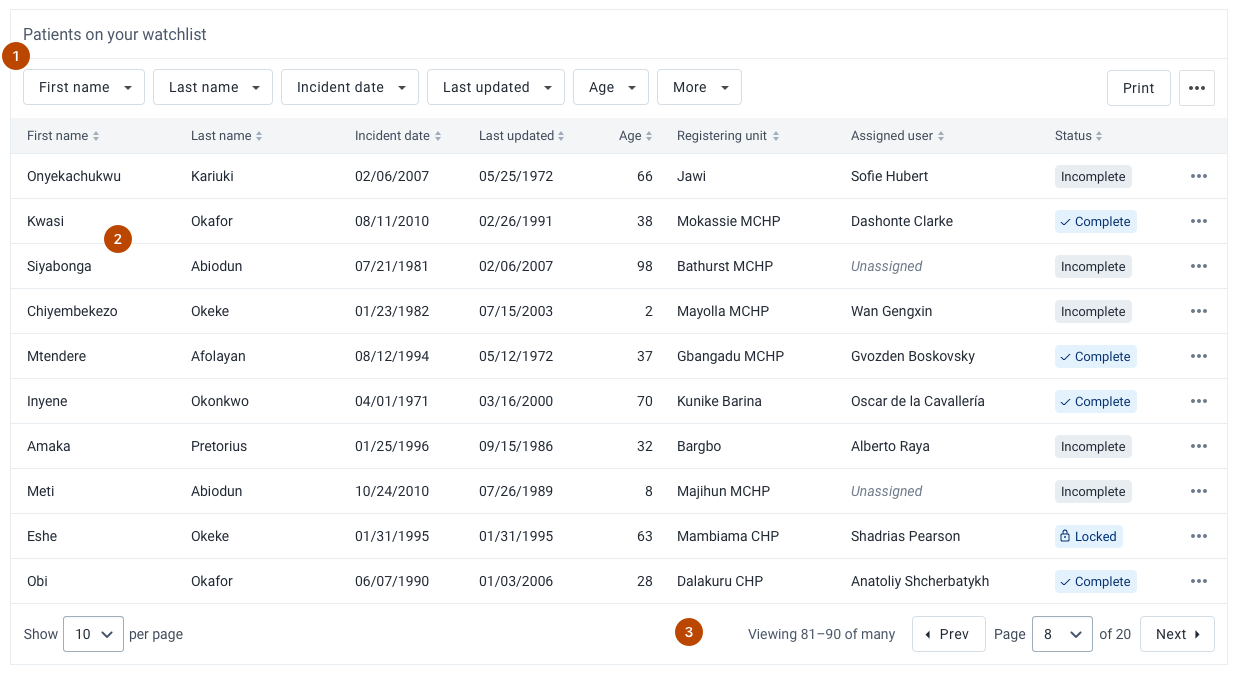 Patients on your watchlist
1
First name Last name Incident date Last updated Age More Print
First name Last name Incident date Last updated Age Registering unit Assigned user Status
Onyekachukwu Kariuki 02/06/2007 05/25/1972 66 Jawi Sofie Hubert Incomplete
Kwasi Okafor 08/11/2010 02/26/1991 38 Mokassie MCHP Dashonte Clarke Complete
2
Siyabonga Abiodun 07/21/1981 02/06/2007 98 Bathurst MCHP Unassigned Incomplete
Chiyembekezo Okeke 01/23/1982 07/15/2003 2 Mayolla MCHP Wan Gengxin Incomplete
Mtendere Afolayan 08/12/1994 05/12/1972 37 Gbangadu MCHP Gvozden Boskovsky Complete
Inyene Okonkwo 04/01/1971 03/16/2000 70 Kunike Barina Oscar de la Cavallería Complete
Amaka Pretorius 01/25/1996 09/15/1986 32 Bargbo Alberto Raya Incomplete
Meti Abiodun 10/24/2010 07/26/1989 8 Majihun MCHP Unassigned Incomplete
Eshe Okeke 01/31/1995 01/31/1995 63 Mambiama CHP Shadrias Pearson Locked
Obi Okafor 06/07/1990 01/03/2006 28 Dalakuru CHP Anatoliy Shcherbatykh Complete
Show 10 per page 3 Viewing 81–90 of many Prev Page 8 of 20 Next